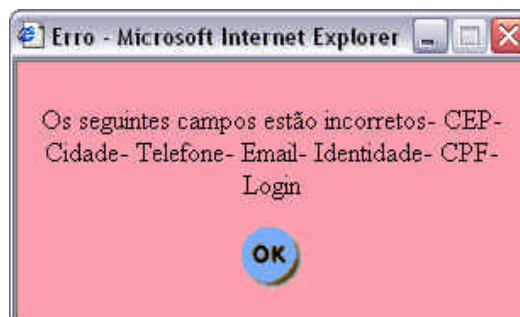 Erro - Microsoft Internet Explorer
Os seguintes campos estão incorretos- CEP-
Cidade- Telefone- Email- Identidade- CPF-
Login
OK